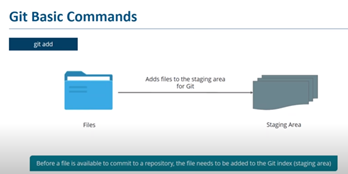 Git Basic Commands
git add
Adds files to the staging area
for Git
Files
Staging Area
Before a file is available to commit to a repository, the file needs to be added to the Git index (staging area)